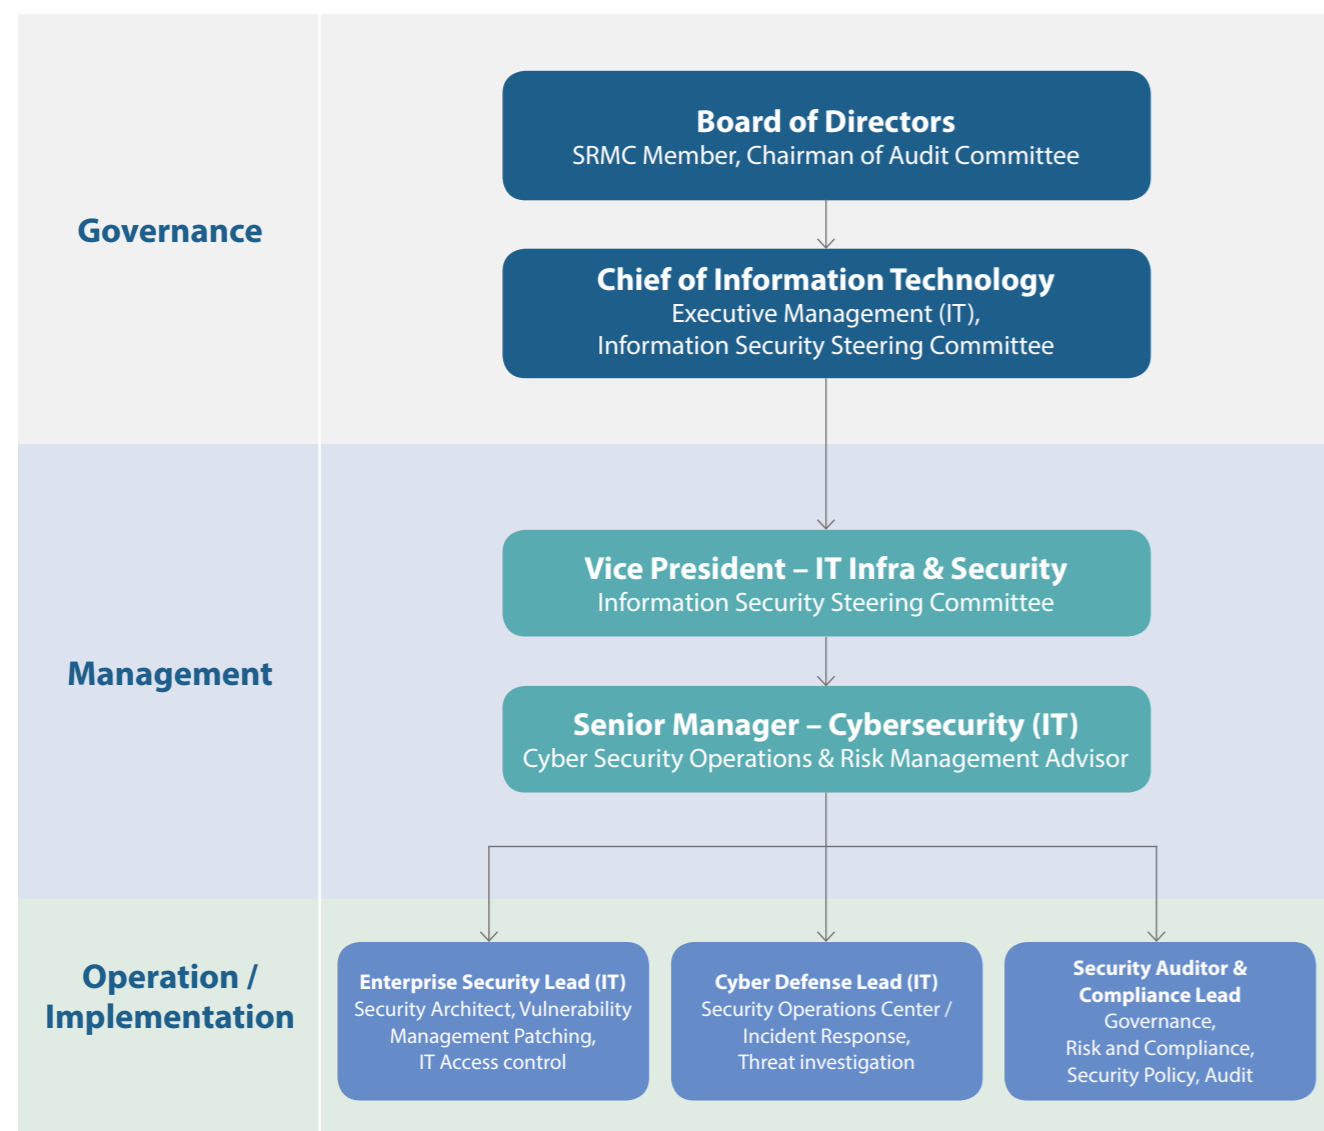 Governance
Board of Directors
SRMC Member, Chairman of Audit Committee
Chief of Information Technology
Executive Management (IT),
Information Security Steering Committee
Management
Vice President – IT Infra & Security
Information Security Steering Committee
Senior Manager – Cybersecurity (IT)
Cyber Security Operations & Risk Management Advisor
Operation /
Implementation
Enterprise Security Lead (IT)
Security Architect, Vulnerability
Management Patching,
IT Access control
Cyber Defense Lead (IT)
Security Operations Center /
Incident Response,
Threat investigation
Security Auditor &
Compliance Lead
Governance,
Risk and Compliance,
Security Policy, Audit